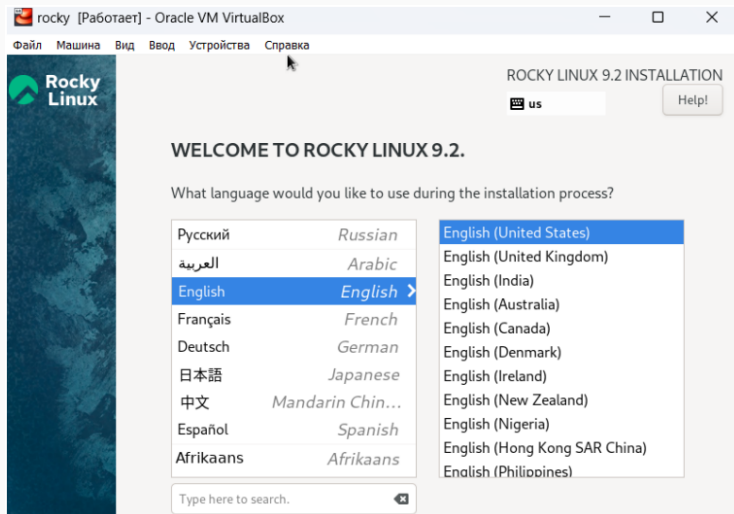 rocky [Работает] - Oracle VM VirtualBox
Файл Машина Вид Ввод Устройства Справка
Rocky Linux
ROCKY LINUX 9.2 INSTALLATION
us
Help!
WELCOME TO ROCKY LINUX 9.2.
What language would you like to use during the installation process?
Русский Russian
العربية Arabic
English English
Français French
Deutsch German
日本語 Japanese
中文 Mandarin Chin...
Español Spanish
Afrikaans Afrikaans
Type here to search.
English (United States)
English (United Kingdom)
English (India)
English (Australia)
English (Canada)
English (Denmark)
English (Ireland)
English (New Zealand)
English (Nigeria)
English (Hong Kong SAR China)
English (Philippines)